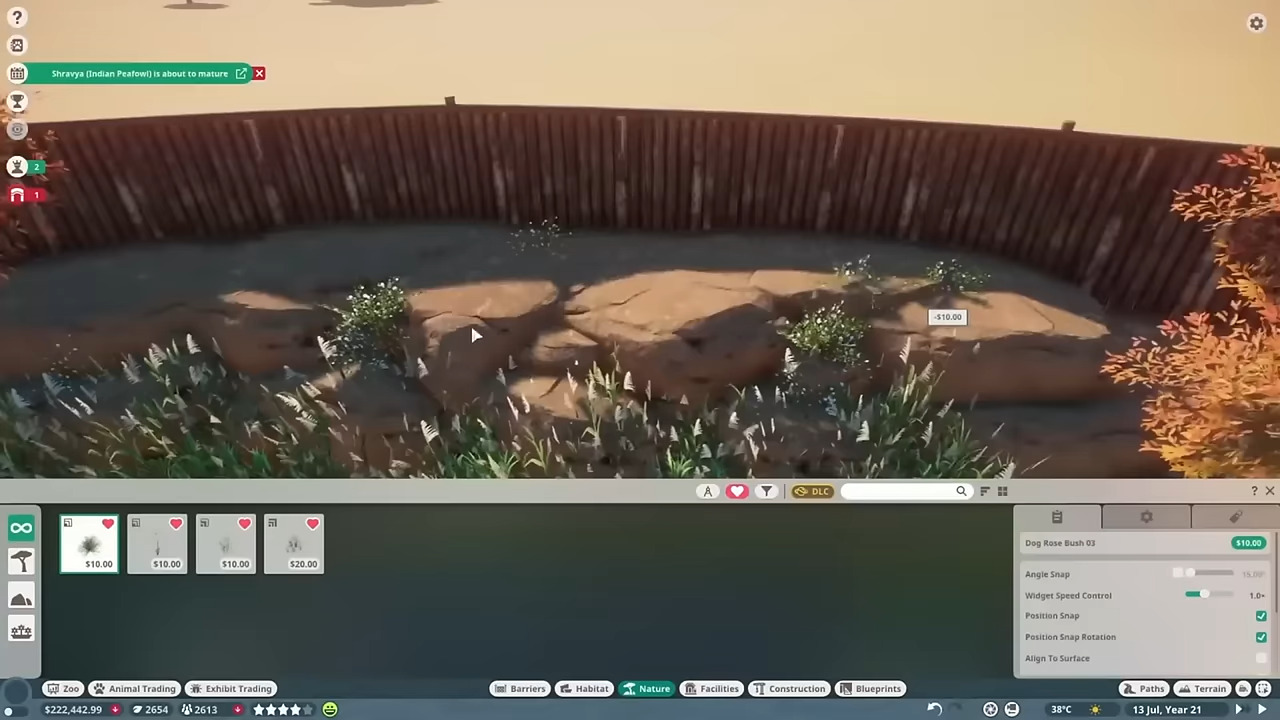 ?
Shravya (Indian Peafowl) is about to mature
2
1
-$10.00
DLC
? ×
$10.00
$10.00
$10.00
$20.00
Dog Rose Bush 03
$10.00
Angle Snap
15.00°
Widget Speed Control
1.0×
Position Snap
Position Snap Rotation
Align To Surface
Zoo
Animal Trading
Exhibit Trading
Barriers
Habitat
Nature
Facilities
Construction
Blueprints
Paths
Terrain
$222,442.99
2654
2613
38°C
13 Jul, Year 21